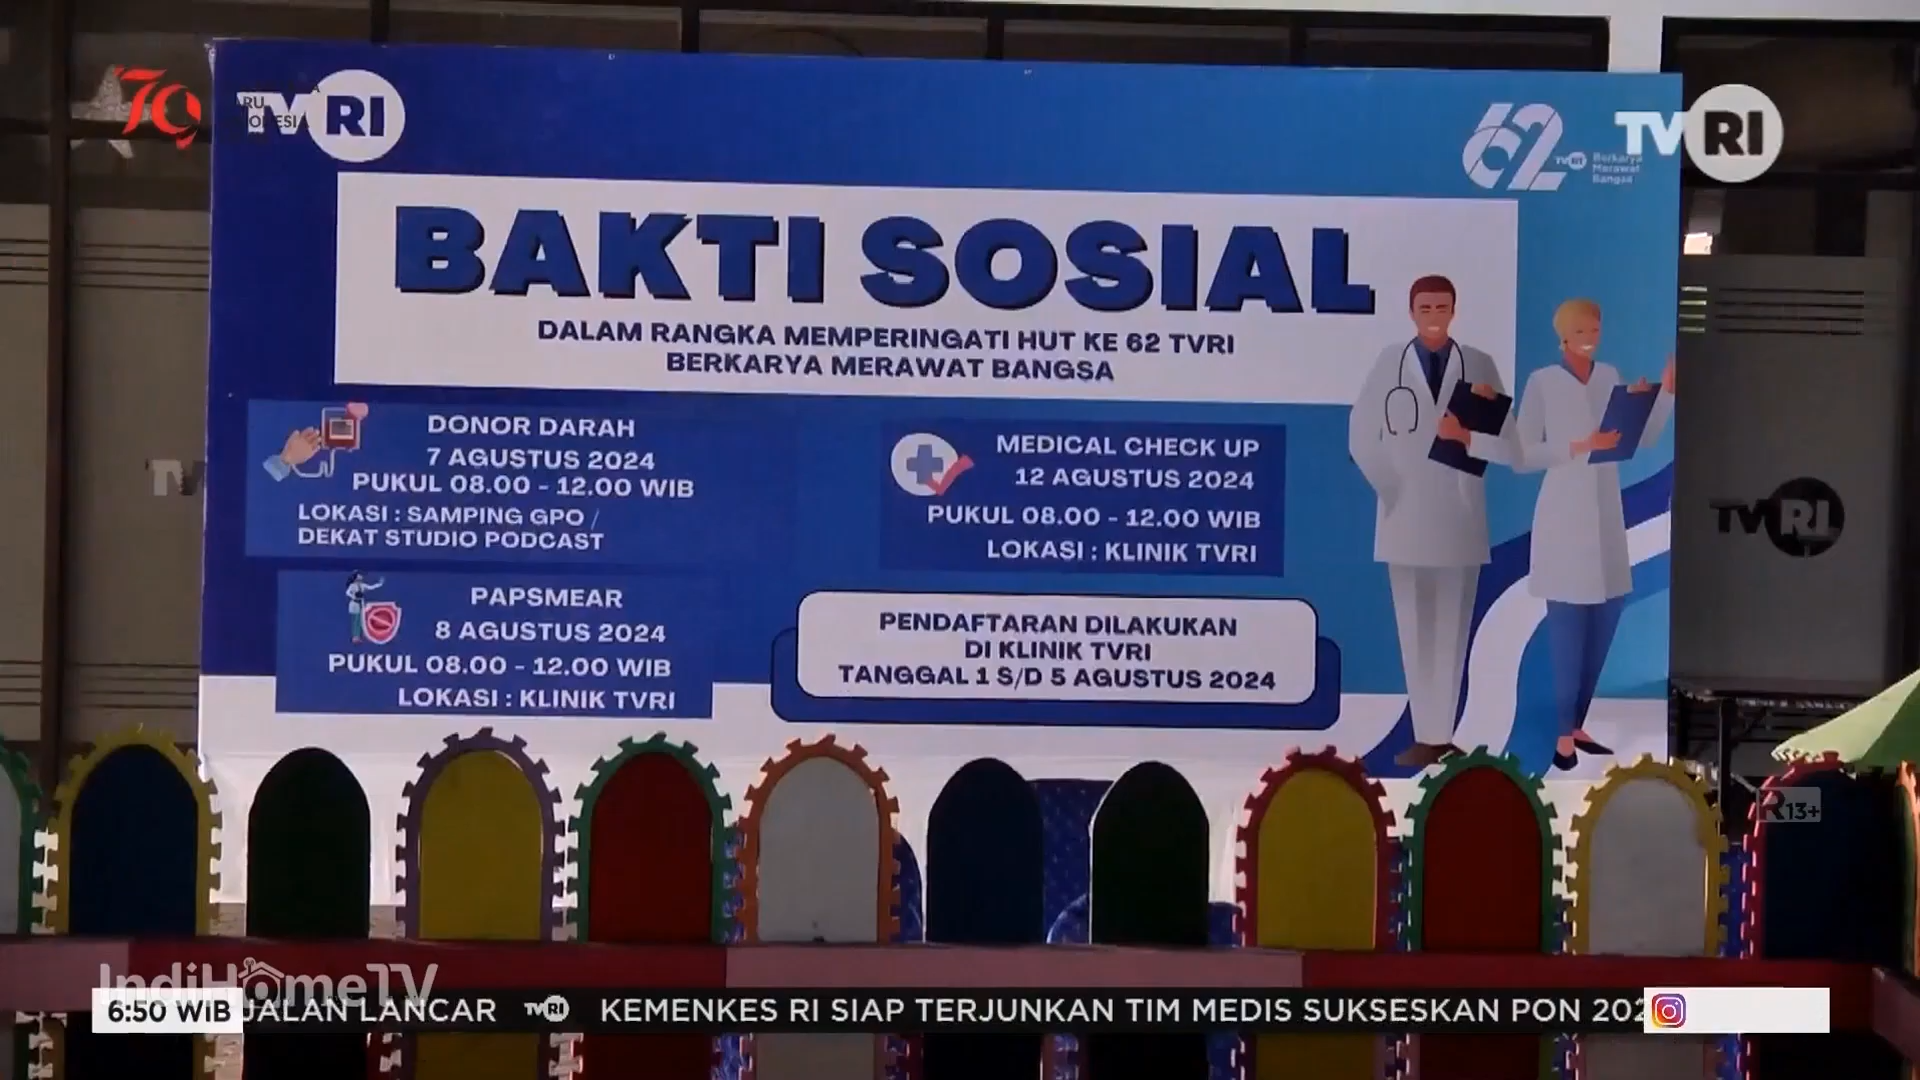 79
TVRI
62
TVRI
Berkarya
Merawat
Bangsa
TVRI
BAKTI SOSIAL
DALAM RANGKA MEMPERINGATI HUT KE 62 TVRI
BERKARYA MERAWAT BANGSA
DONOR DARAH
7 AGUSTUS 2024
PUKUL 08.00 - 12.00 WIB
LOKASI : SAMPING GPO /
DEKAT STUDIO PODCAST
MEDICAL CHECK UP
12 AGUSTUS 2024
PUKUL 08.00 - 12.00 WIB
LOKASI : KLINIK TVRI
PAPSMEAR
8 AGUSTUS 2024
PUKUL 08.00 - 12.00 WIB
LOKASI : KLINIK TVRI
PENDAFTARAN DILAKUKAN
DI KLINIK TVRI
TANGGAL 1 S/D 5 AGUSTUS 2024
TV
TVRI
R13+
IndiHomeTV
6:50 WIB JALAN LANCAR TVRI KEMENKES RI SIAP TERJUNKAN TIM MEDIS SUKSESKAN PON 202